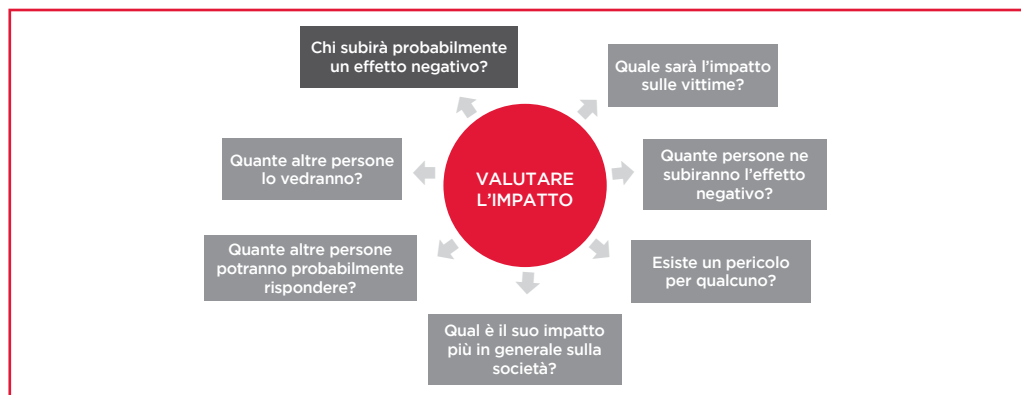 Chi subirà probabilmente
un effetto negativo?
Quale sarà l'impatto
sulle vittime?
Quante altre persone
lo vedranno?
VALUTARE
L'IMPATTO
Quante persone ne
subiranno l'effetto
negativo?
Quante altre persone
potranno probabilmente
rispondere?
Esiste un pericolo
per qualcuno?
Qual è il suo impatto
più in generale sulla
società?